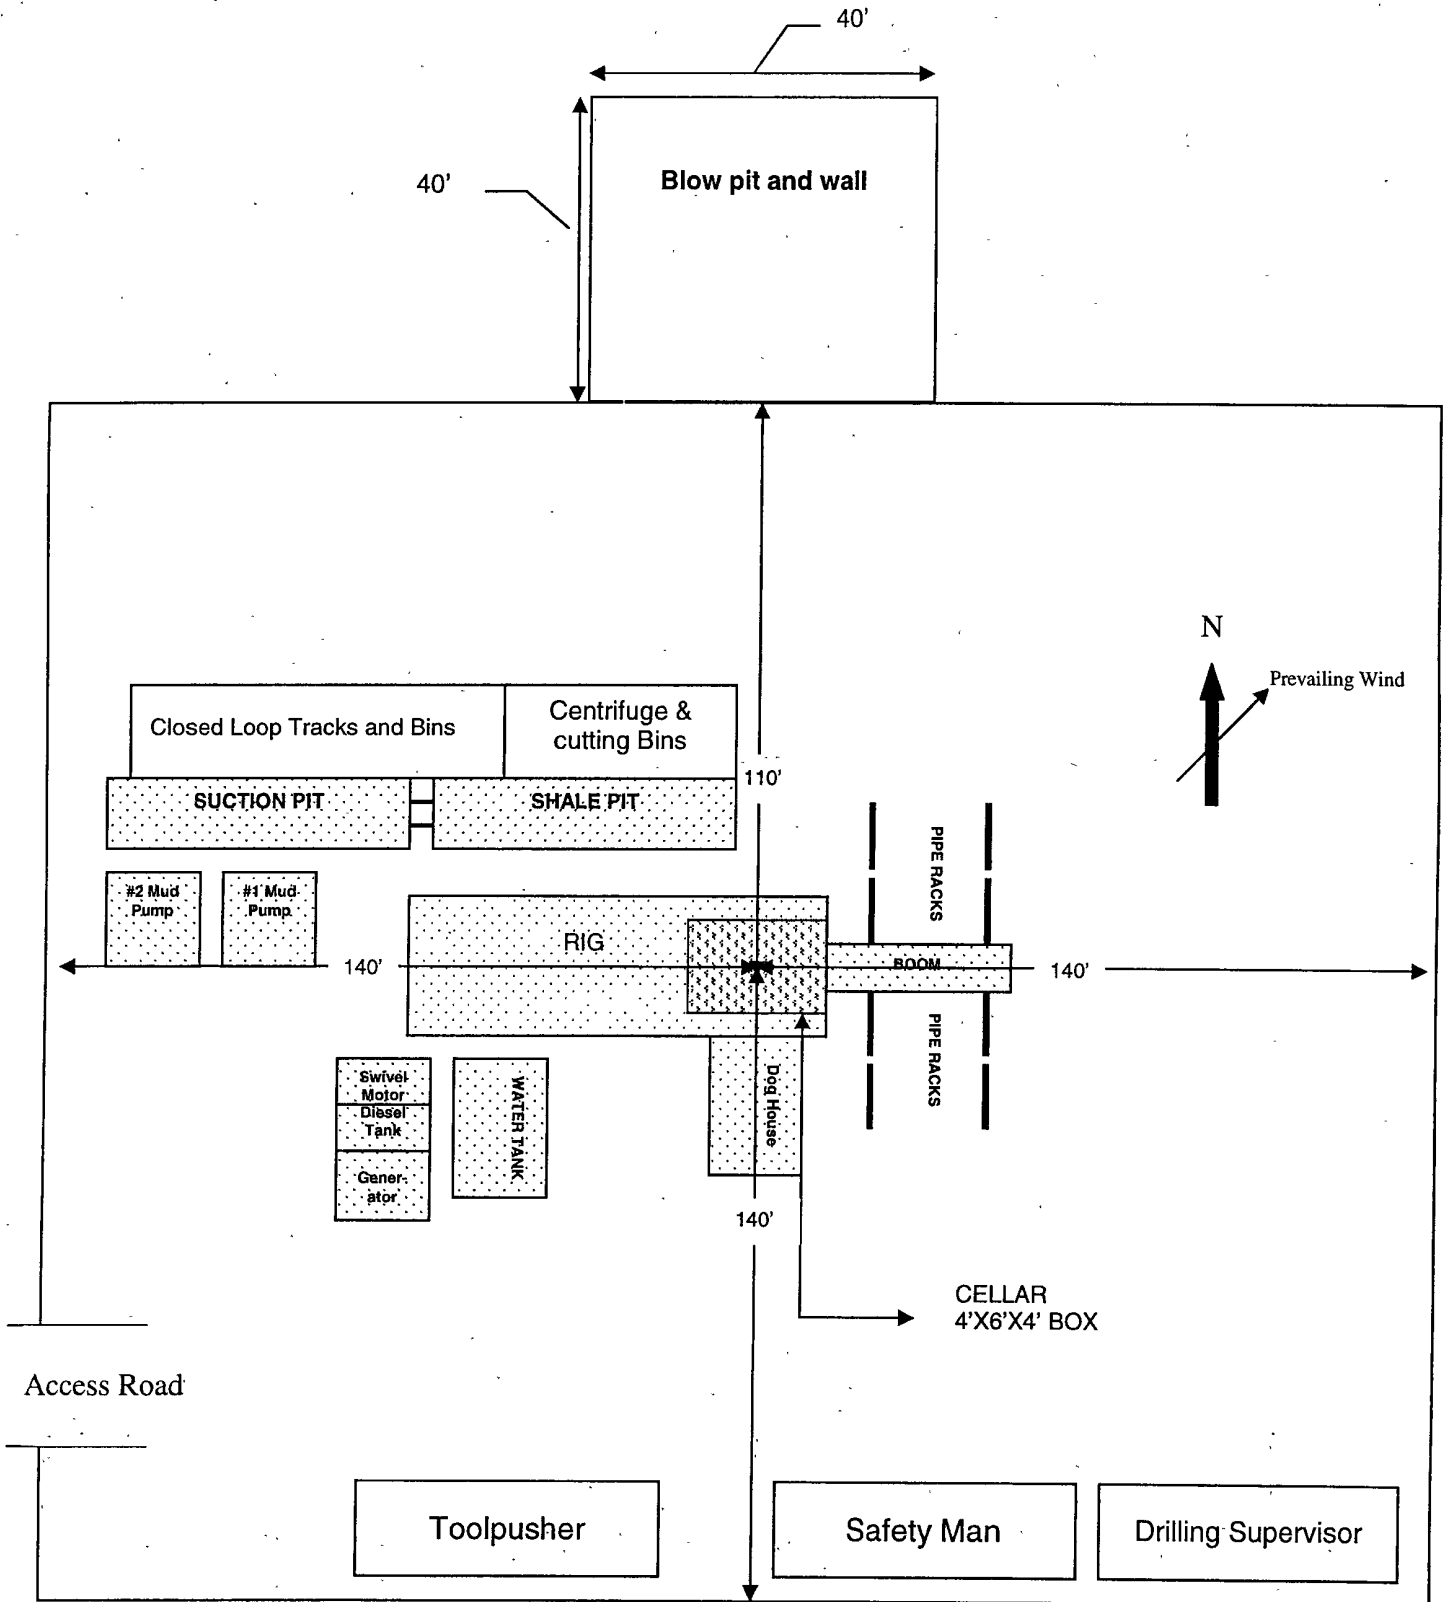 40'
40'
Blow pit and wall
N
Prevailing Wind
Closed Loop Tracks and Bins
Centrifuge &
cutting Bins
110'
SUCTION PIT
SHALE PIT
PIPE RACKS
#2 Mud
Pump
#1 Mud
Pump
RIG
140'
BOOM
140'
PIPE RACKS
Swivel
Motor
Diesel
Tank
Gener-
ator
WATER TANK
Dog House
140'
CELLAR
4'X6'X4' BOX
Access Road
Toolpusher
Safety Man
Drilling Supervisor